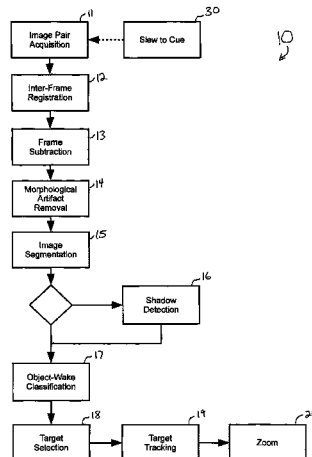 11
Image Pair
Acquisition
30
Slew to Cue
10
Inter-Frame
Registration
12
Frame
Subtraction
13
Morphological
Artifact
Removal
14
Image
Segmentation
15
16
Shadow
Detection
17
Object-Wake
Classification
18
Target
Selection
19
Target
Tracking
Zoom